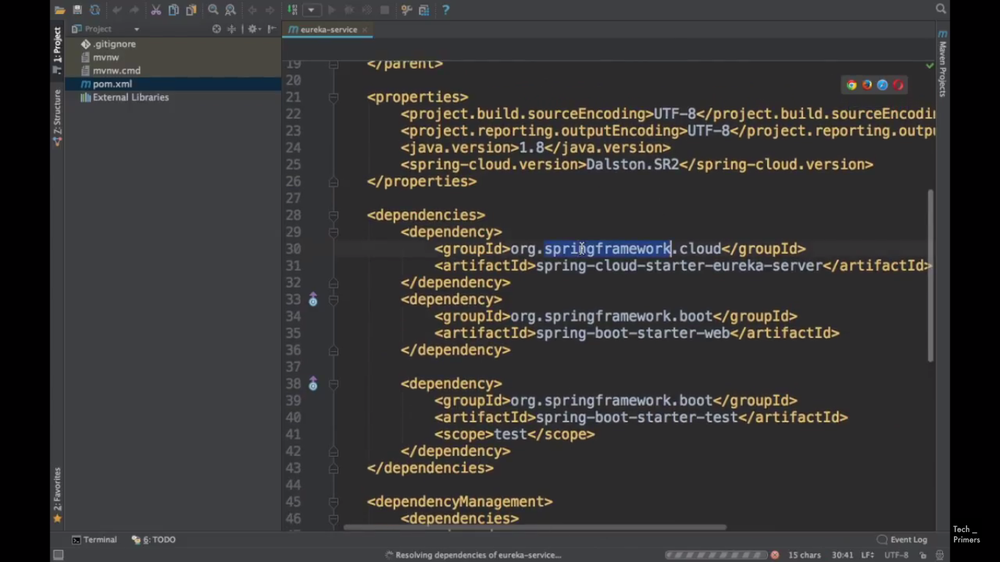 Project
eureka-service
1: Project
Z: Structure
2: Favorites
Maven Projects
.gitignore
mvnw
mvnw.cmd
pom.xml
External Libraries
19 </parent>
20
21 <properties>
22 <project.build.sourceEncoding>UTF-8</project.build.sourceEncodin
23 <project.reporting.outputEncoding>UTF-8</project.reporting.outpu
24 <java.version>1.8</java.version>
25 <spring-cloud.version>Dalston.SR2</spring-cloud.version>
26 </properties>
27
28 <dependencies>
29 <dependency>
30 <groupId>org.springframework.cloud</groupId>
31 <artifactId>spring-cloud-starter-eureka-server</artifactId>
32 </dependency>
33 <dependency>
34 <groupId>org.springframework.boot</groupId>
35 <artifactId>spring-boot-starter-web</artifactId>
36 </dependency>
37
38 <dependency>
39 <groupId>org.springframework.boot</groupId>
40 <artifactId>spring-boot-starter-test</artifactId>
41 <scope>test</scope>
42 </dependency>
43 </dependencies>
44
45 <dependencyManagement>
46 <dependencies>
Terminal
6: TODO
Event Log
Resolving dependencies of eureka-service...
15 chars 30:41 LF UTF-8
Tech _
Primers